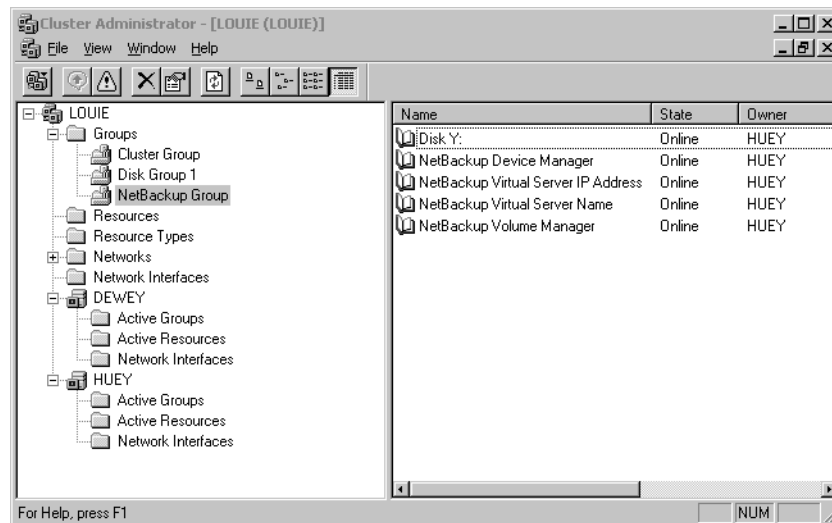 Cluster Administrator - [LOUIE (LOUIE)]
File View Window Help
LOUIE
Groups
Cluster Group
Disk Group 1
NetBackup Group
Resources
Resource Types
Networks
Network Interfaces
DEWEY
Active Groups
Active Resources
Network Interfaces
HUEY
Active Groups
Active Resources
Network Interfaces
Name State Owner
Disk Y: Online HUEY
NetBackup Device Manager Online HUEY
NetBackup Virtual Server IP Address Online HUEY
NetBackup Virtual Server Name Online HUEY
NetBackup Volume Manager Online HUEY
For Help, press F1 NUM